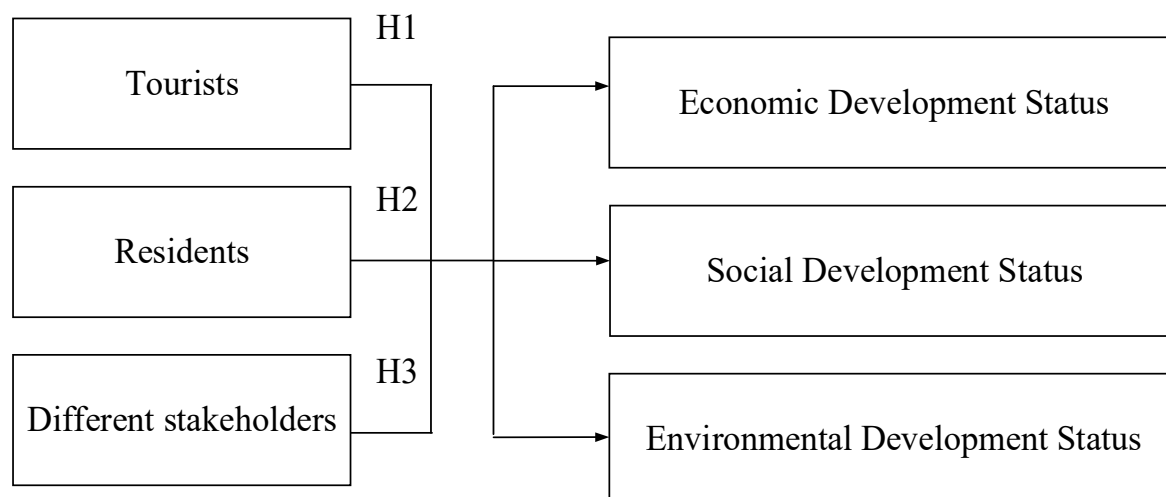 H1
Tourists
Economic Development Status
H2
Residents
Social Development Status
H3
Different stakeholders
Environmental Development Status